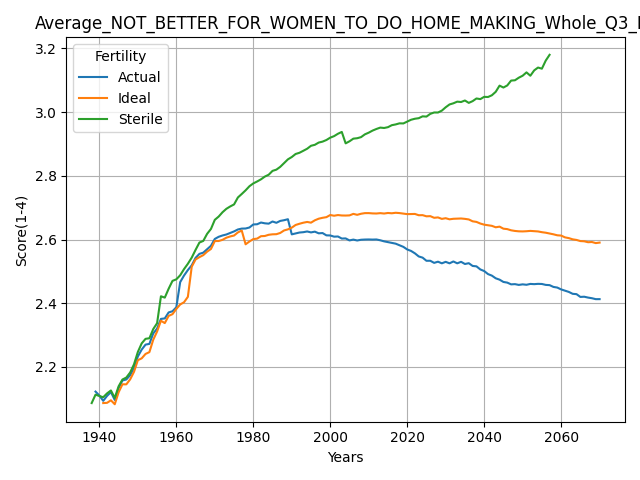 Average_NOT_BETTER_FOR_WOMEN_TO_DO_HOME_MAKING_Whole_Q3_
Fertility
Actual
Ideal
Sterile
3.2
3.0
2.8
2.6
2.4
2.2
Score(1-4)
1940 1960 1980 2000 2020 2040 2060
Years